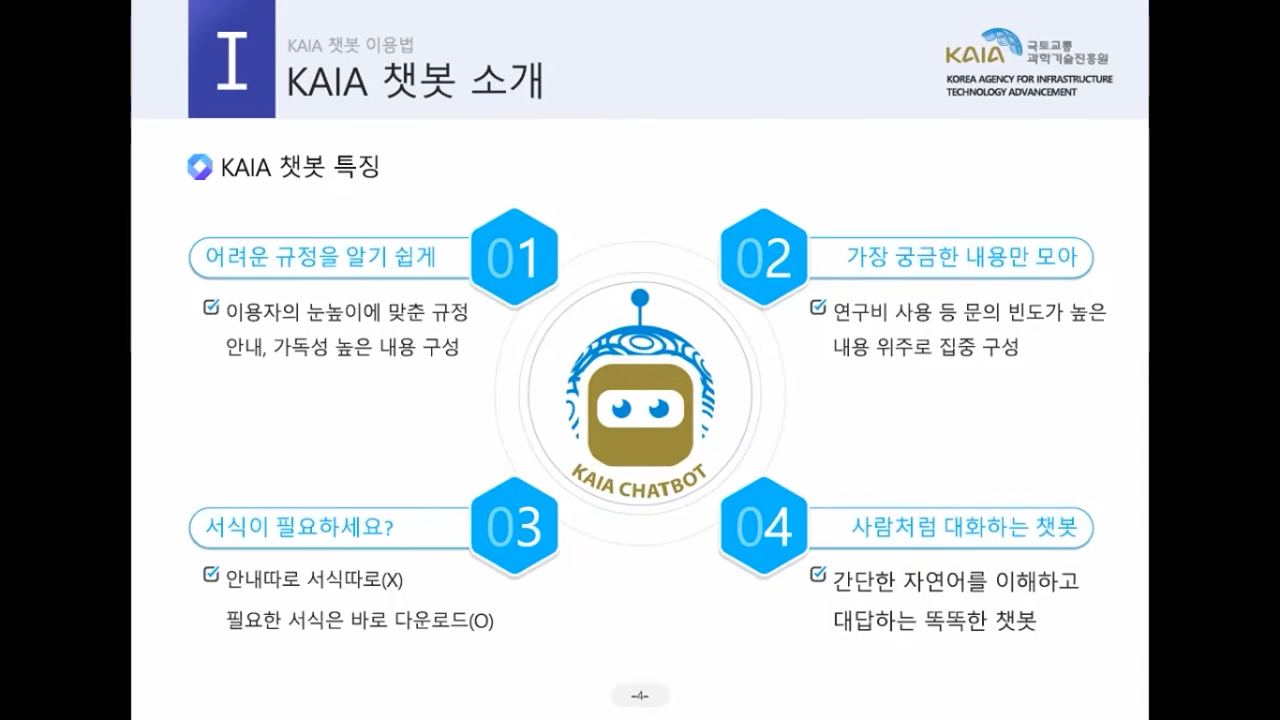 I
KAIA 챗봇 이용법
KAIA 챗봇 소개
KAIA 국토교통
과학기술진흥원
KOREA AGENCY FOR INFRASTRUCTURE
TECHNOLOGY ADVANCEMENT
KAIA 챗봇 특징
어려운 규정을 알기 쉽게
01
이용자의 눈높이에 맞춘 규정
안내, 가독성 높은 내용 구성
02
가장 궁금한 내용만 모아
연구비 사용 등 문의 빈도가 높은
내용 위주로 집중 구성
KAIA CHATBOT
서식이 필요하세요?
03
안내따로 서식따로(X)
필요한 서식은 바로 다운로드(O)
04
사람처럼 대화하는 챗봇
간단한 자연어를 이해하고
대답하는 똑똑한 챗봇
-4-